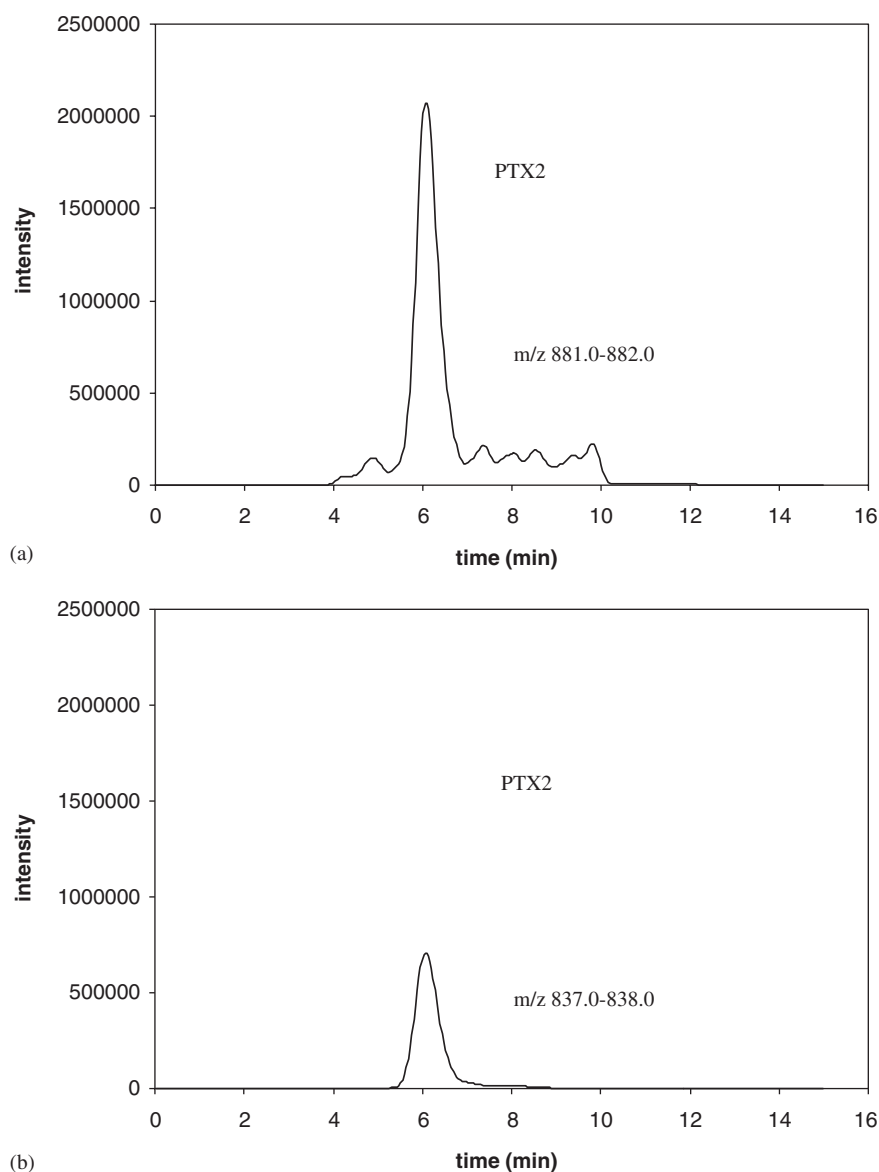 2500000
2000000
1500000
1000000
500000
0
intensity
PTX2
m/z 881.0-882.0
0 2 4 6 8 10 12 14 16
time (min)
(a)
2500000
2000000
1500000
1000000
500000
0
intensity
PTX2
m/z 837.0-838.0
0 2 4 6 8 10 12 14 16
time (min)
(b)